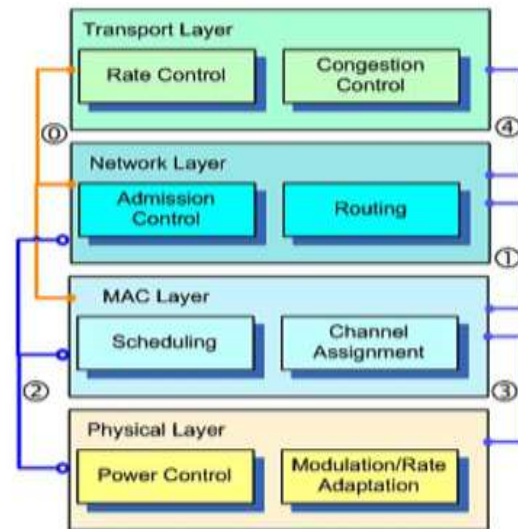 Transport Layer
Rate Control
Congestion
Control
⓪
④
Network Layer
Admission
Control
Routing
①
MAC Layer
Scheduling
Channel
Assignment
②
③
Physical Layer
Power Control
Modulation/Rate
Adaptation